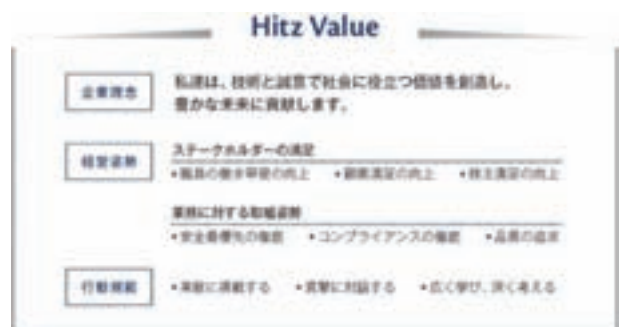 Hitz Value
企業理念
私達は、技術と誠意で社会に役立つ価値を創造し、
豊かな未来に貢献します。
経営姿勢
ステークホルダーの満足
・職員の働き甲斐の向上 ・顧客満足の向上 ・株主満足の向上
業務に対する取組姿勢
・安全最優先の徹底 ・コンプライアンスの徹底 ・品質の追求
行動規範
・果敢に挑戦する ・真摯に対話する ・広く学び、深く考える